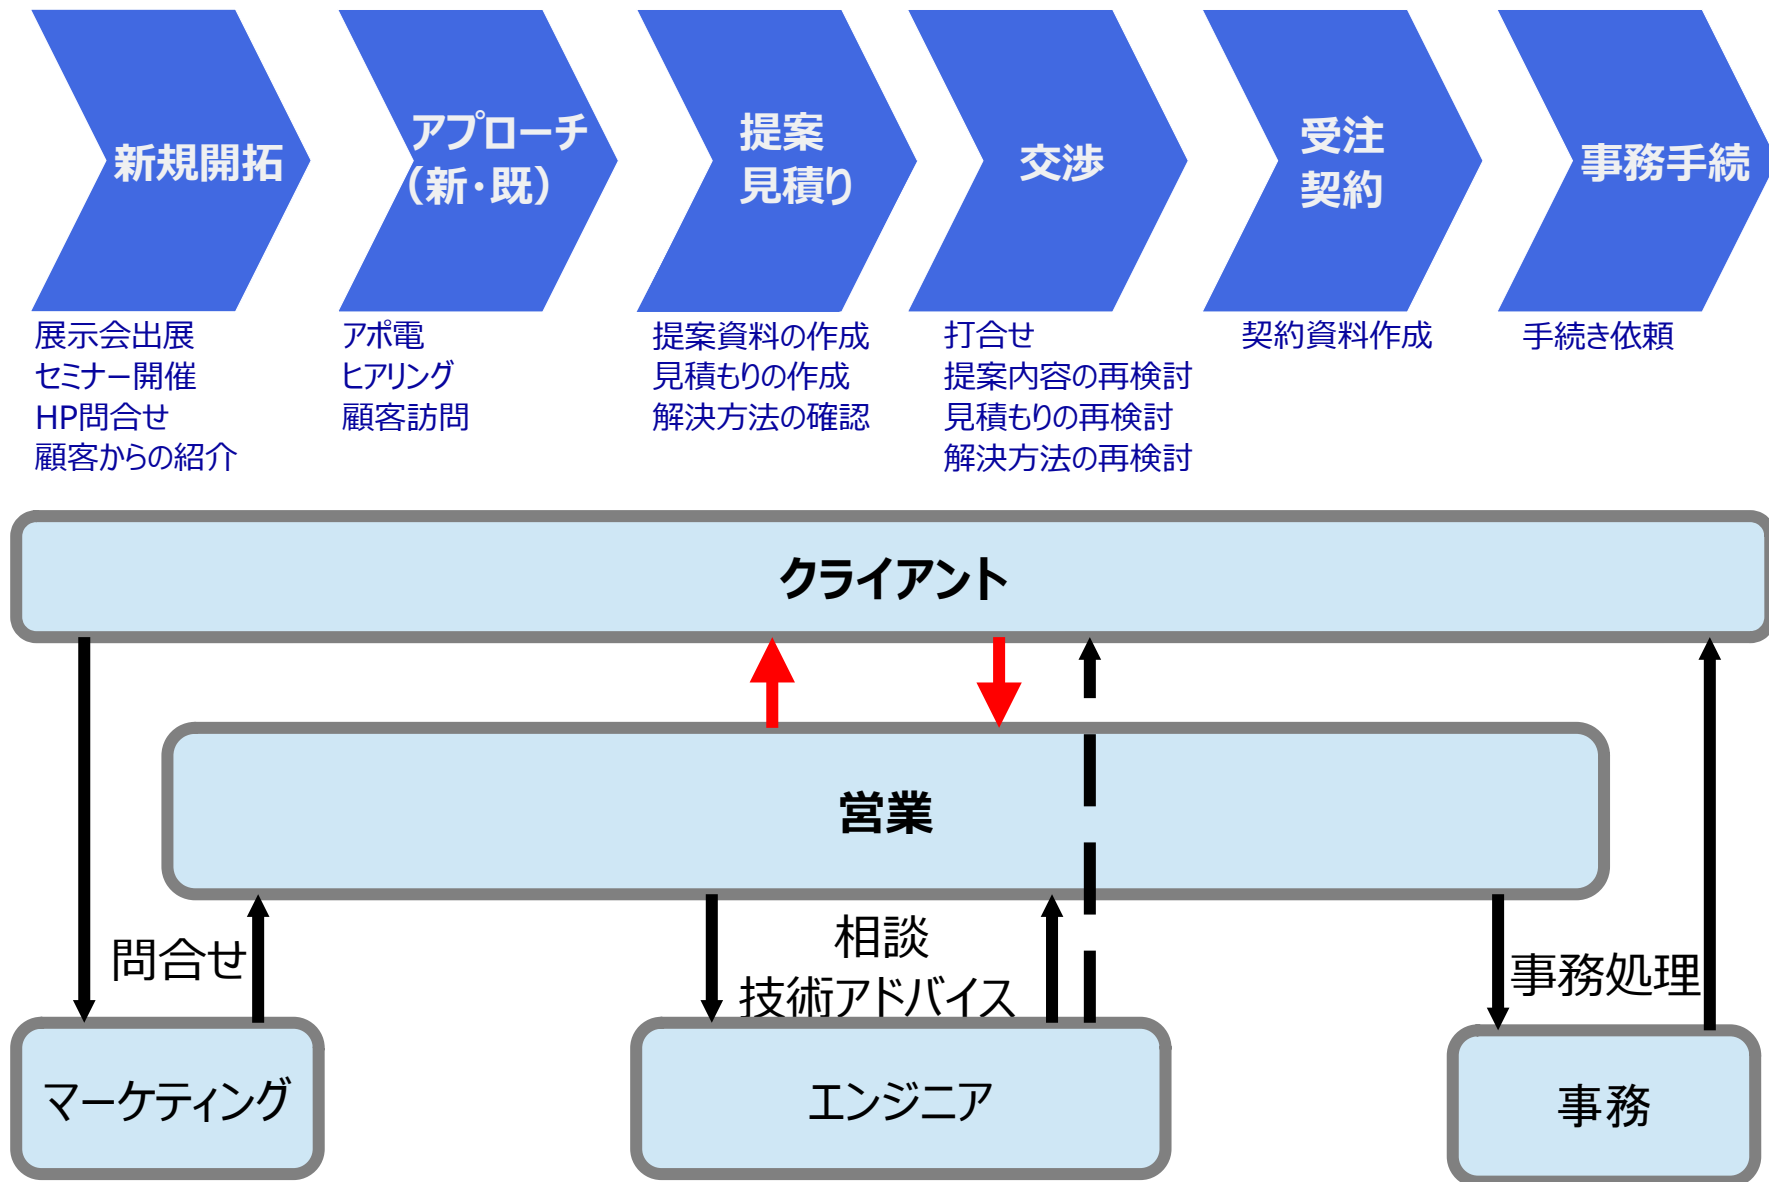 新規開拓
アプローチ
（新・既）
提案
見積り
交渉
受注
契約
事務手続
展示会出展
セミナー開催
HP問合せ
顧客からの紹介
アポ電
ヒアリング
顧客訪問
提案資料の作成
見積もりの作成
解決方法の確認
打合せ
提案内容の再検討
見積もりの再検討
解決方法の再検討
契約資料作成
手続き依頼
クライアント
営業
問合せ
相談
技術アドバイス
事務処理
マーケティング
エンジニア
事務